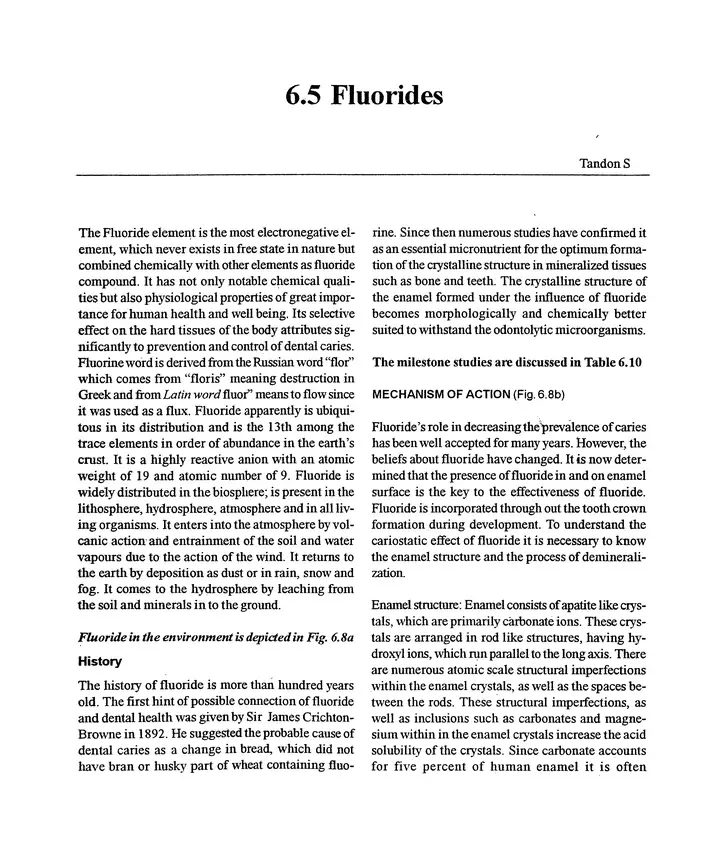 6.5 Fluorides
Tandon S
The Fluoride element is the most electronegative el-
ement, which never exists in free state in nature but
combined chemically with other elements as fluoride
compound. It has not only notable chemical quali-
ties but also physiological properties of great impor-
tance for human health and well being. Its selective
effect on the hard tissues of the body attributes sig-
nificantly to prevention and control of dental caries.
Fluorine word is derived from the Russian word “flor”
which comes from “floris” meaning destruction in
Greek and from Latin word fluor” means to flow since
it was used as a flux. Fluoride apparently is ubiqui-
tous in its distribution and is the 13th among the
trace elements in order of abundance in the earth's
crust. It is a highly reactive anion with an atomic
weight of 19 and atomic number of 9. Fluoride is
widely distributed in the biosphere; is present in the
lithosphere, hydrosphere, atmosphere and in all liv-
ing organisms. It enters into the atmosphere by vol-
canic action and entrainment of the soil and water
vapours due to the action of the wind. It returns to
the earth by deposition as dust or in rain, snow and
fog. It comes to the hydrosphere by leaching from
the soil and minerals in to the ground.
Fluoride in the environment is depicted in Fig. 6.8a
History
The history of fluoride is more than hundred years
old. The first hint of possible connection of fluoride
and dental health was given by Sir James Crichton-
Browne in 1892. He suggested the probable cause of
dental caries as a change in bread, which did not
have bran or husky part of wheat containing fluo-
rine. Since then numerous studies have confirmed it
as an essential micronutrient for the optimum forma-
tion of the crystalline structure in mineralized tissues
such as bone and teeth. The crystalline structure of
the enamel formed under the influence of fluoride
becomes morphologically and chemically better
suited to withstand the odontolytic microorganisms.
The milestone studies are discussed in Table 6.10
MECHANISM OF ACTION (Fig. 6.8b)
Fluoride's role in decreasing the prevalence of caries
has been well accepted for many years. However, the
beliefs about fluoride have changed. It is now deter-
mined that the presence of fluoride in and on enamel
surface is the key to the effectiveness of fluoride.
Fluoride is incorporated through out the tooth crown
formation during development. To understand the
cariostatic effect of fluoride it is necessary to know
the enamel structure and the process of deminerali-
zation.
Enamel structure: Enamel consists of apatite like crys-
tals, which are primarily carbonate ions. These crys-
tals are arranged in rod like structures, having hy-
droxyl ions, which run parallel to the long axis. There
are numerous atomic scale structural imperfections
within the enamel crystals, as well as the spaces be-
tween the rods. These structural imperfections, as
well as inclusions such as carbonates and magne-
sium within in the enamel crystals increase the acid
solubility of the crystals. Since carbonate accounts
for five percent of human enamel it is often